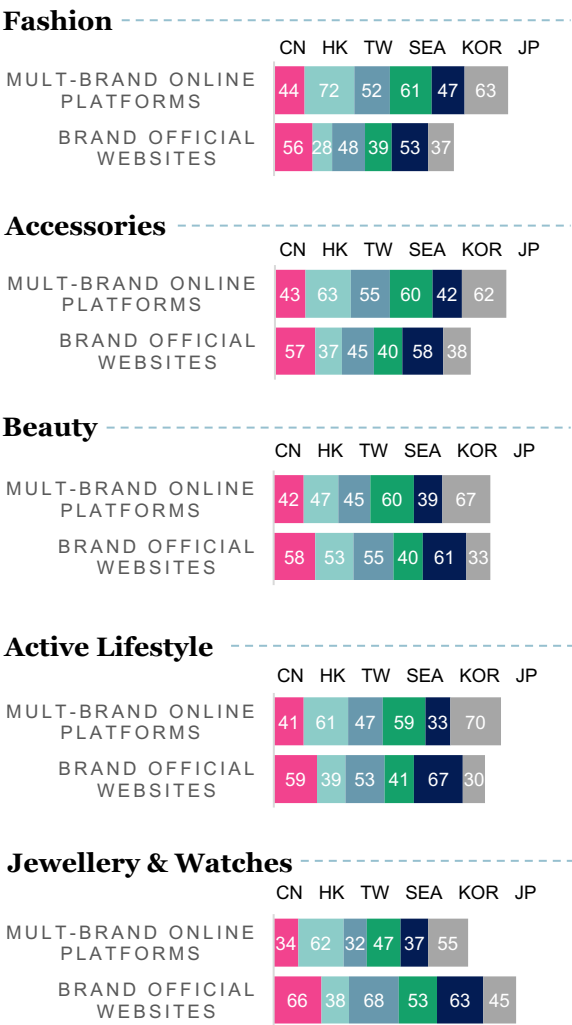 Fashion
CN HK TW SEA KOR JP
MULT-BRAND ONLINE
PLATFORMS
44 72 52 61 47 63
BRAND OFFICIAL
WEBSITES
56 28 48 39 53 37
Accessories
CN HK TW SEA KOR JP
MULT-BRAND ONLINE
PLATFORMS
43 63 55 60 42 62
BRAND OFFICIAL
WEBSITES
57 37 45 40 58 38
Beauty
CN HK TW SEA KOR JP
MULT-BRAND ONLINE
PLATFORMS
42 47 45 60 39 67
BRAND OFFICIAL
WEBSITES
58 53 55 40 61 33
Active Lifestyle
CN HK TW SEA KOR JP
MULT-BRAND ONLINE
PLATFORMS
41 61 47 59 33 70
BRAND OFFICIAL
WEBSITES
59 39 53 41 67 30
Jewellery & Watches
CN HK TW SEA KOR JP
MULT-BRAND ONLINE
PLATFORMS
34 62 32 47 37 55
BRAND OFFICIAL
WEBSITES
66 38 68 53 63 45